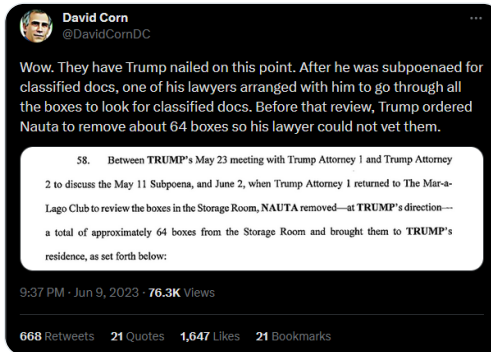 David Corn
@DavidCornDC
Wow. They have Trump nailed on this point. After he was subpoenaed for
classified docs, one of his lawyers arranged with him to go through all
the boxes to look for classified docs. Before that review, Trump ordered
Nauta to remove about 64 boxes so his lawyer could not vet them.
58. Between TRUMP's May 23 meeting with Trump Attorney 1 and Trump Attorney
2 to discuss the May 11 Subpoena, and June 2, when Trump Attorney 1 returned to The Mar-a-
Lago Club to review the boxes in the Storage Room, NAUTA removed—at TRUMP's direction—
a total of approximately 64 boxes from the Storage Room and brought them to TRUMP's
residence, as set forth below:
9:37 PM · Jun 9, 2023 · 76.3K Views
668 Retweets 21 Quotes 1,647 Likes 21 Bookmarks